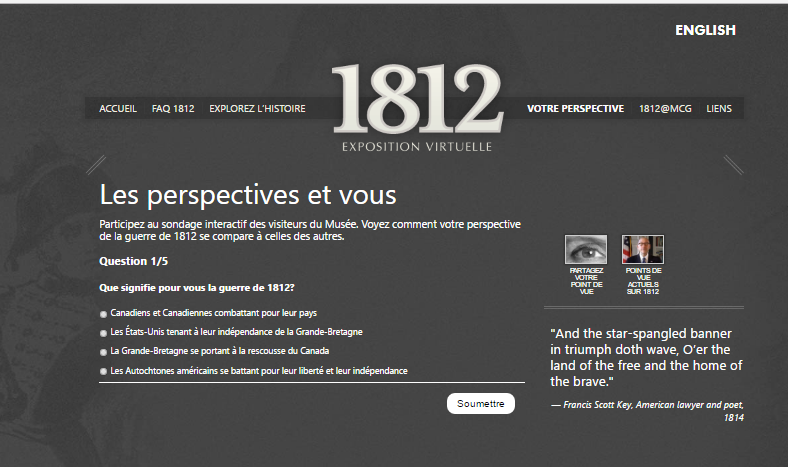 ENGLISH
1812
ACCUEIL FAQ 1812 EXPLOREZ L'HISTOIRE VOTRE PERSPECTIVE 1812@MCG LIENS
EXPOSITION VIRTUELLE
Les perspectives et vous
Participez au sondage interactif des visiteurs du Musée. Voyez comment votre perspective
de la guerre de 1812 se compare à celles des autres.
Question 1/5
Que signifie pour vous la guerre de 1812?
Canadiens et Canadiennes combattant pour leur pays
Les États-Unis tenant à leur indépendance de la Grande-Bretagne
La Grande-Bretagne se portant à la rescousse du Canada
Les Autochtones américains se battant pour leur liberté et leur indépendance
Soumettre
PARTAGEZ
VOTRE
POINT DE
VUE
POINTS DE
VUE
ACTUELS
SUR 1812
"And the star-spangled banner
in triumph doth wave, O'er the
land of the free and the home of
the brave."
— Francis Scott Key, American lawyer and poet,
1814